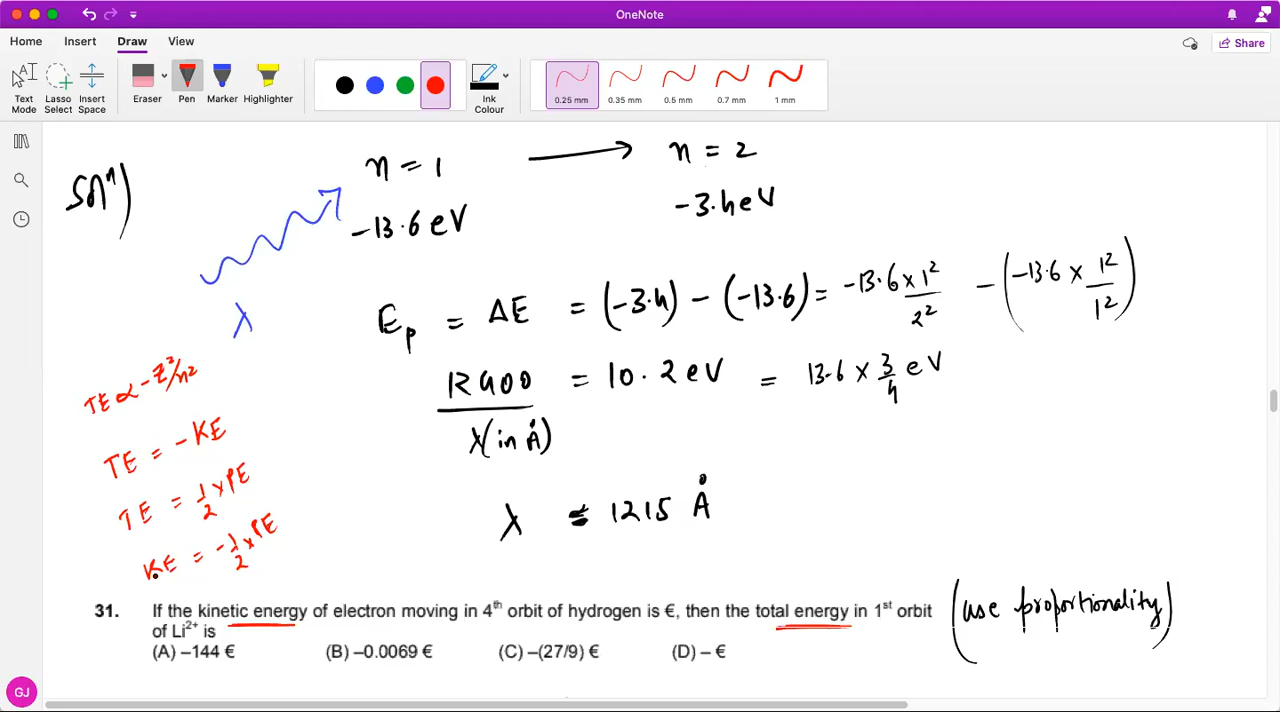 OneNote
Home Insert Draw View
Share
Text Mode
Lasso Select
Insert Space
Eraser
Pen
Marker
Highlighter
Ink Colour
0.25 mm
0.35 mm
0.5 mm
0.7 mm
1 mm
Solⁿ)
n = 1 → n = 2
-13.6 eV
-3.4 eV
λ
Eₚ = ΔE = (-3.4) - (-13.6) = -13.6 × 1²/2² - (-13.6 × 1²/1²)
12400/λ(in Å) = 10.2 eV = 13.6 × 3/4 eV
λ = 1215 Å
TE ∝ -Z²/n²
TE = -KE
TE = 1/2 × PE
KE = -1/2 × PE
31. If the kinetic energy of electron moving in 4th orbit of hydrogen is €, then the total energy in 1st orbit
of Li2+ is
(use proportionality)
(A) –144 € (B) –0.0069 € (C) –(27/9) € (D) – €
GJ